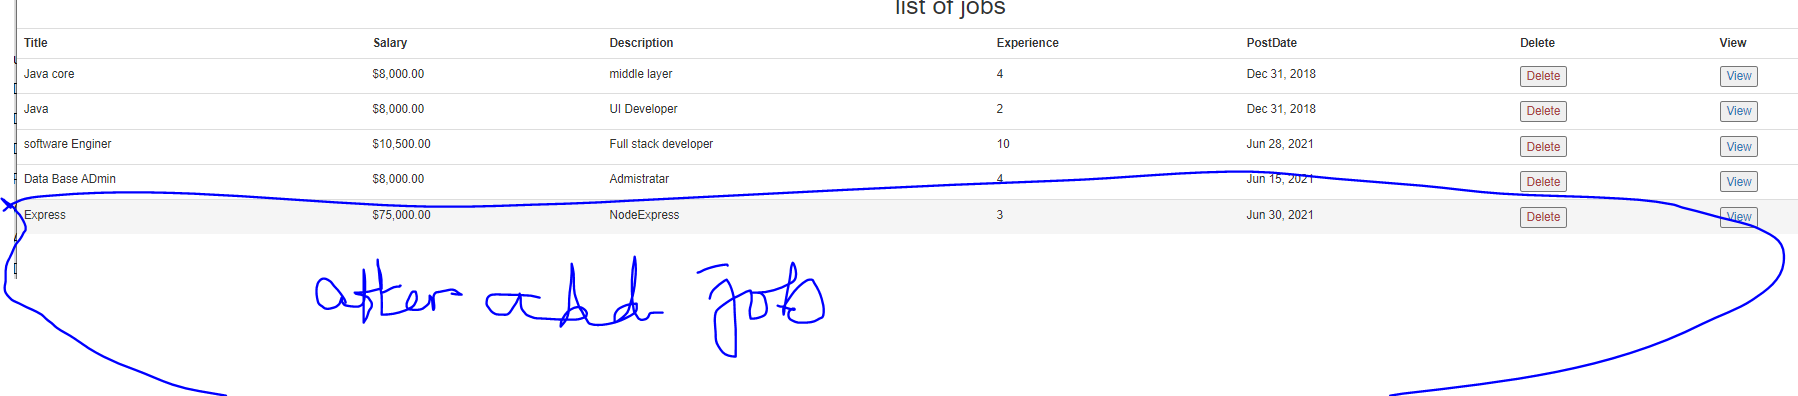 list of jobs
Title Salary Description Experience PostDate Delete View
Java core $8,000.00 middle layer 4 Dec 31, 2018 Delete View
Java $8,000.00 UI Developer 2 Dec 31, 2018 Delete View
software Enginer $10,500.00 Full stack developer 10 Jun 28, 2021 Delete View
Data Base ADmin $8,000.00 Admistratar 4 Jun 15, 2021 Delete View
Express $75,000.00 NodeExpress 3 Jun 30, 2021 Delete View
after add job